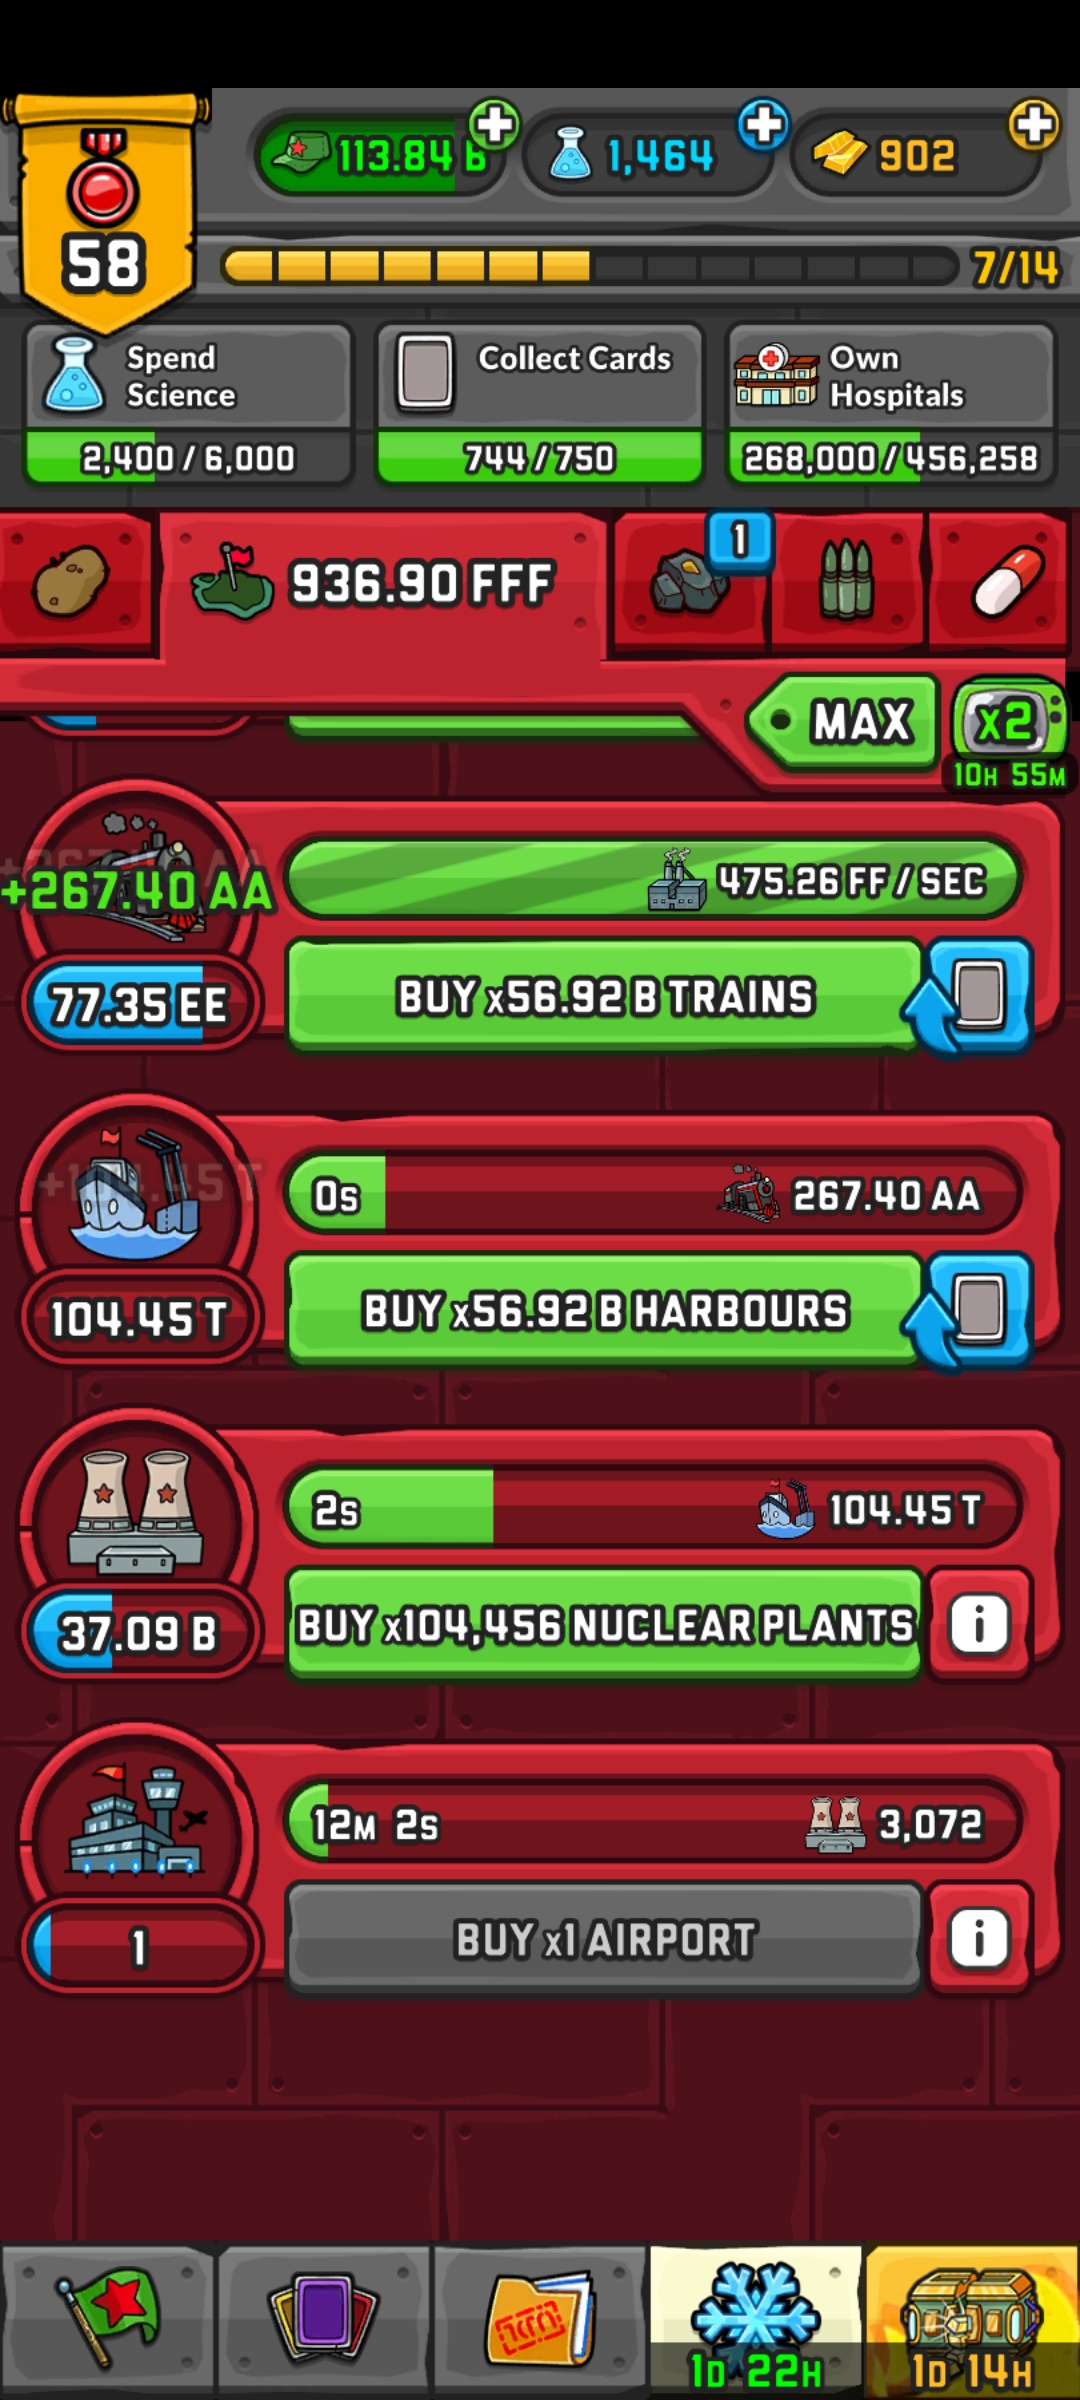 113.84 B
1,464
902
58
7/14
Spend
Science
2,400 / 6,000
Collect Cards
744 / 750
Own
Hospitals
268,000 / 456,258
936.90 FFF
1
MAX
x2
10H 55M
+267.40 AA
475.26 FF / SEC
77.35 EE
BUY x56.92 B TRAINS
0s
267.40 AA
104.45 T
BUY x56.92 B HARBOURS
2s
104.45 T
37.09 B
BUY x104,456 NUCLEAR PLANTS
i
12M 2s
3,072
1
BUY x1 AIRPORT
i
1D 22H
1D 14H